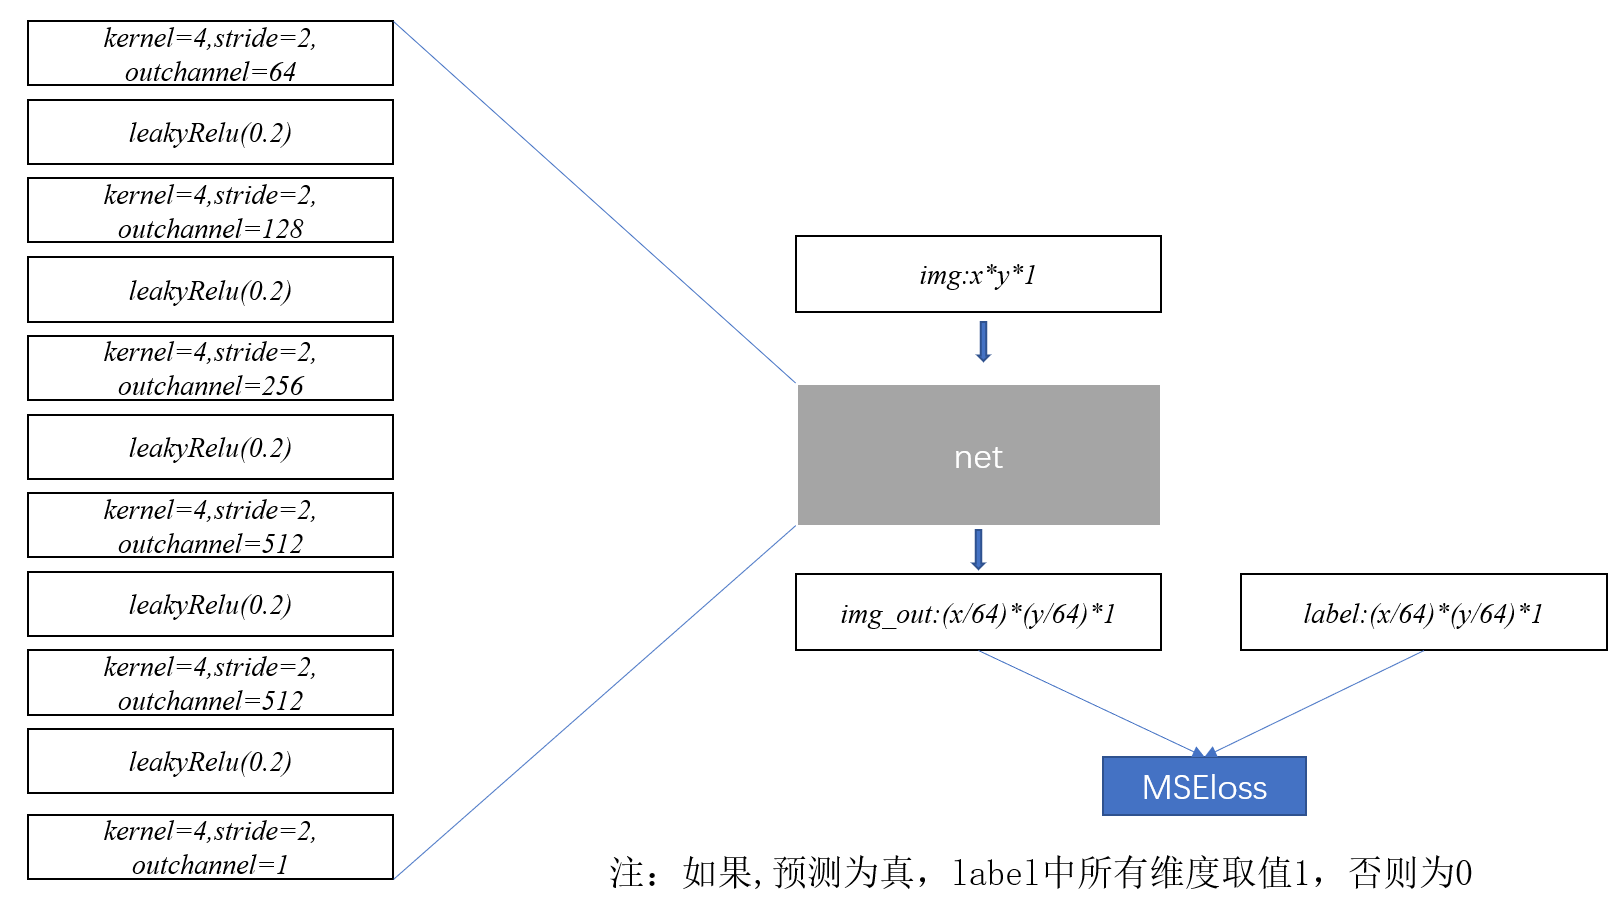 kernel=4,stride=2,
outchannel=64
leakyRelu(0.2)
kernel=4,stride=2,
outchannel=128
leakyRelu(0.2)
kernel=4,stride=2,
outchannel=256
leakyRelu(0.2)
kernel=4,stride=2,
outchannel=512
leakyRelu(0.2)
kernel=4,stride=2,
outchannel=512
leakyRelu(0.2)
kernel=4,stride=2,
outchannel=1
img:x*y*1
net
img_out:(x/64)*(y/64)*1
label:(x/64)*(y/64)*1
MSEloss
注：如果,预测为真，label中所有维度取值1，否则为0